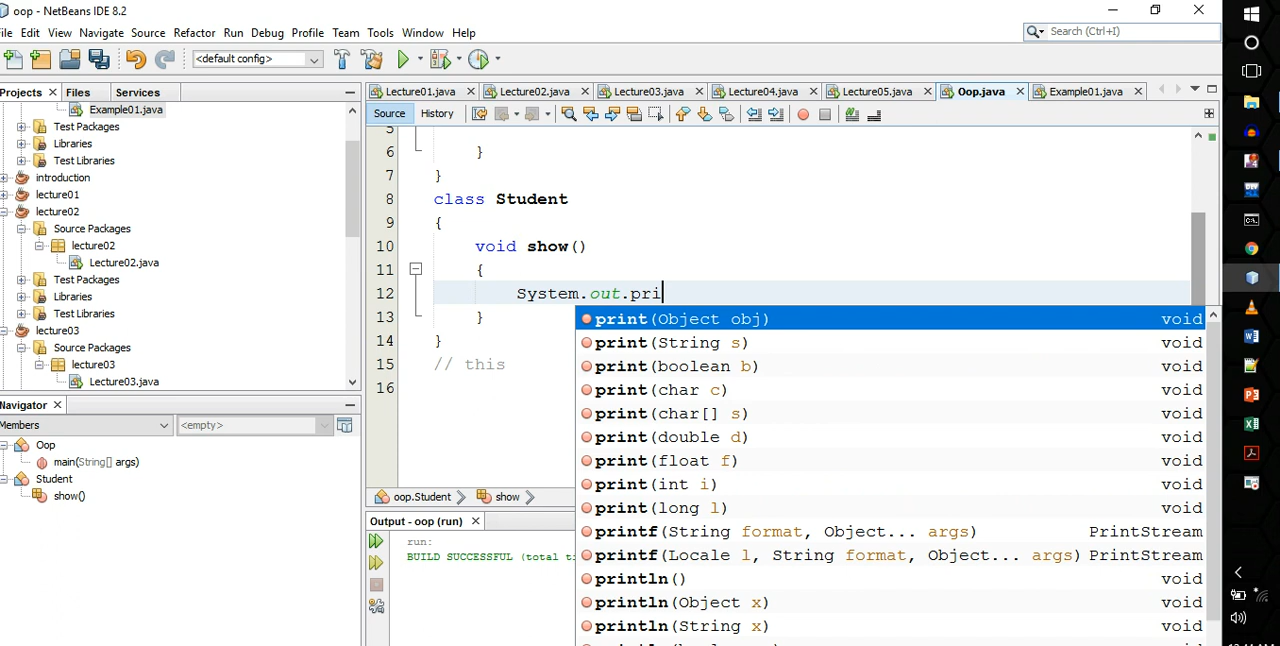 oop - NetBeans IDE 8.2
File Edit View Navigate Source Refactor Run Debug Profile Team Tools Window Help
Search (Ctrl+I)
<default config>
Projects Files Services
Lecture01.java Lecture02.java Lecture03.java Lecture04.java Lecture05.java Oop.java Example01.java
Source History
Example01.java
Test Packages
Libraries
Test Libraries
introduction
lecture01
lecture02
Source Packages
lecture02
Lecture02.java
Test Packages
Libraries
Test Libraries
lecture03
Source Packages
lecture03
Lecture03.java
Navigator
Members <empty>
Oop
main(String[] args)
Student
show()
5
6 }
7 }
8 class Student
9 {
10 void show()
11 {
12 System.out.pri
13 }
14 }
15 // this
16
print(Object obj) void
print(String s) void
print(boolean b) void
print(char c) void
print(char[] s) void
print(double d) void
print(float f) void
print(int i) void
print(long l) void
printf(String format, Object... args) PrintStream
printf(Locale l, String format, Object... args) PrintStream
println() void
println(Object x) void
println(String x) void
oop.Student show
Output - oop (run)
run:
BUILD SUCCESSFUL (total